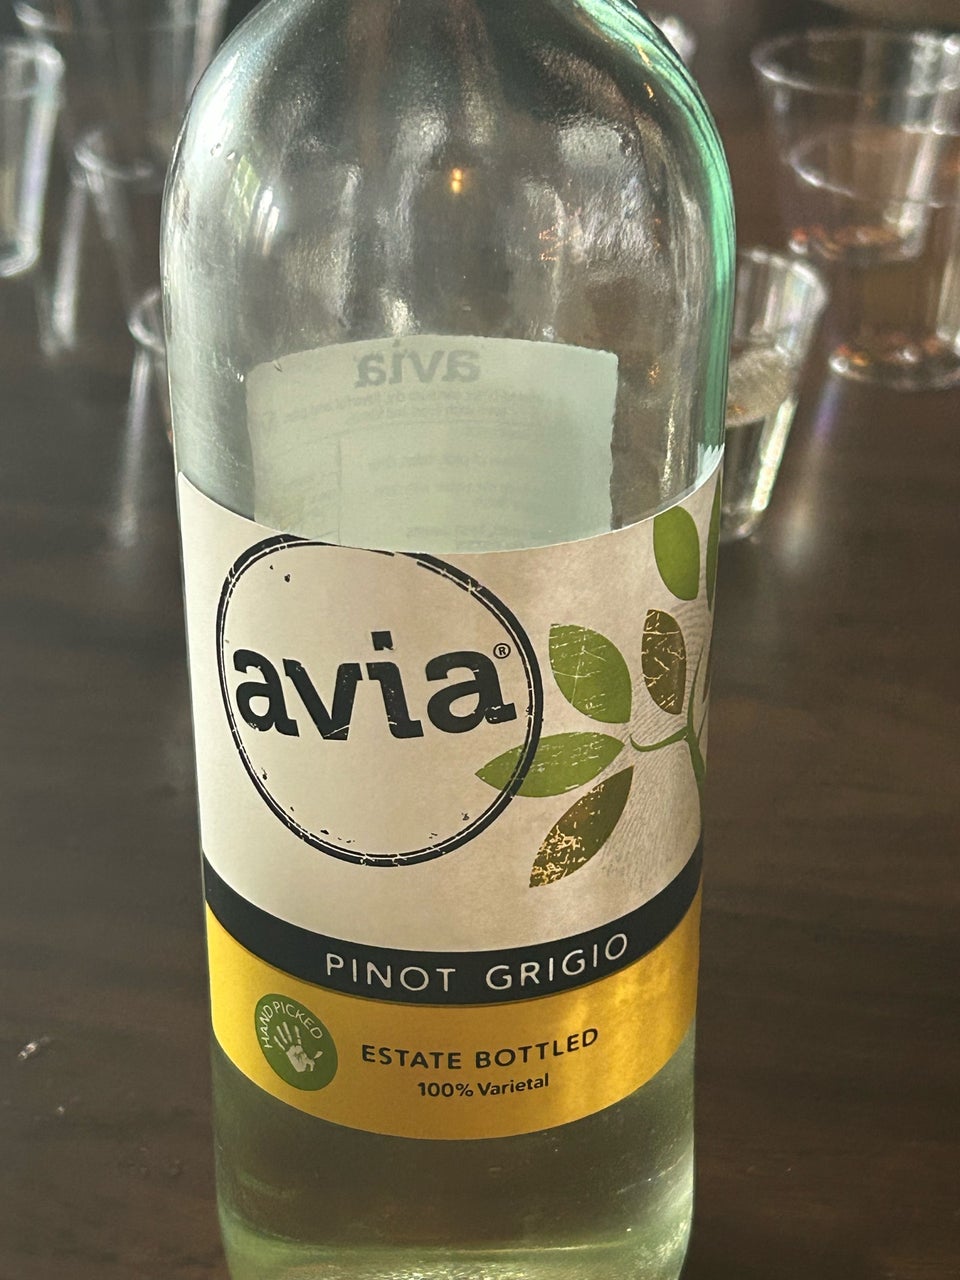 avia
avia®
PINOT GRIGIO
HAND PICKED
ESTATE BOTTLED
100% Varietal